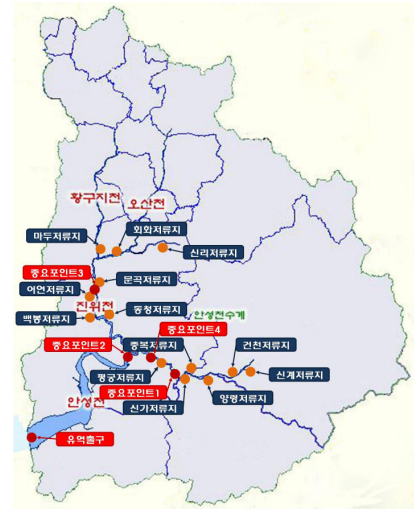 황구지천
오산천
회화저류지
마두저류지
신리저류지
중요포인트3
문곡저류지
어연저류지
진위천
동청저류지
안성천수계
백봉저류지
중요포인트4
중요포인트2
중복저류지
건천저류지
평궁저류지
신계저류지
중요포인트1
안성천
신가저류지
양령저류지
유역출구